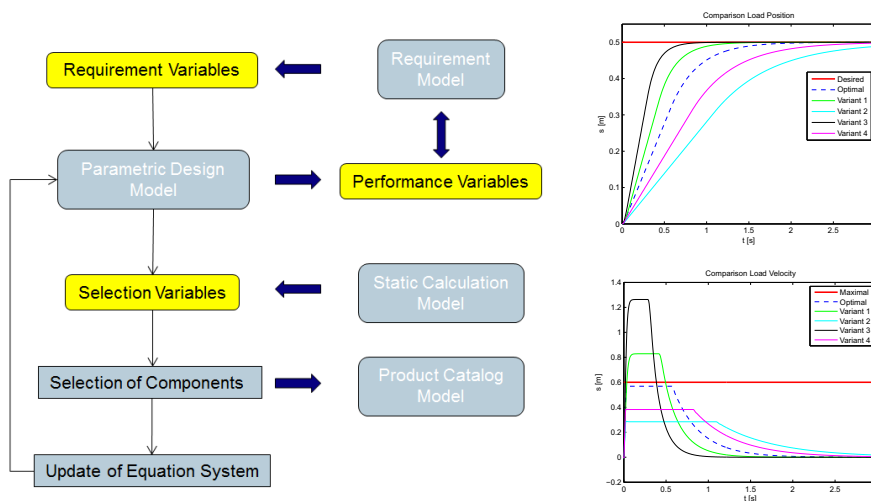 Requirement Variables
Requirement
Model
Parametric Design
Model
Performance Variables
Selection Variables
Static Calculation
Model
Selection of Components
Product Catalog
Model
Update of Equation System
Comparison Load Position
0.5
0.5
0.4
0.3
0.2
0.1
0
s [m]
0 0.5 1 1.5 2 2.5
t [s]
Desired
Optimal
Variant 1
Variant 2
Variant 3
Variant 4
Comparison Load Velocity
1.4
1.2
1
0.8
0.6
0.4
0.2
0
−0.2
s [m]
0 0.5 1 1.5 2 2.5
t [s]
Maximal
Optimal
Variant 1
Variant 2
Variant 3
Variant 4